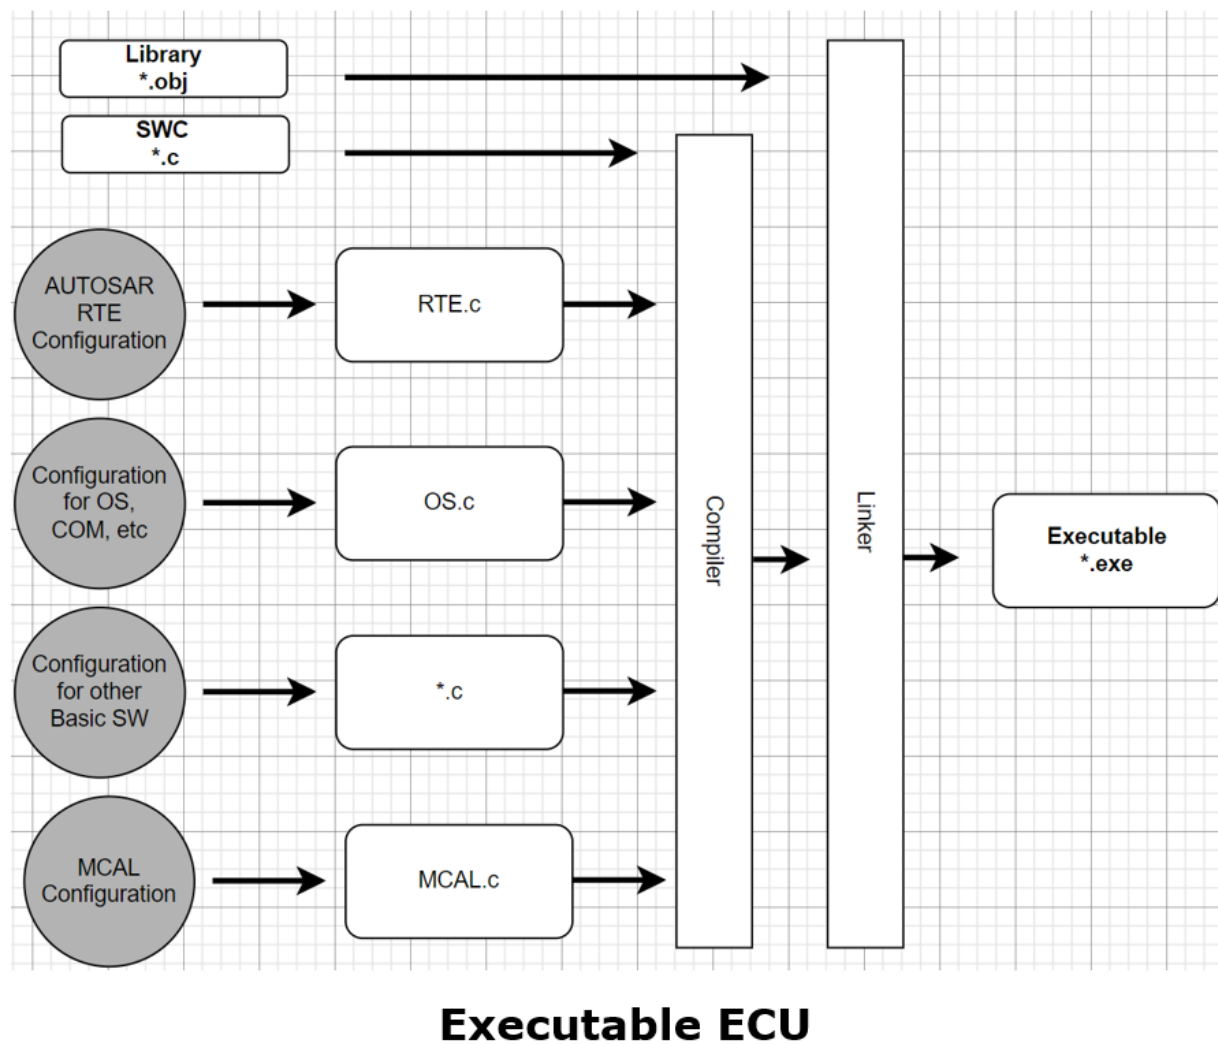 Library
*.obj
SWC
*.c
AUTOSAR
RTE
Configuration
RTE.c
Configuration
for OS,
COM, etc
OS.c
Configuration
for other
Basic SW
*.c
MCAL
Configuration
MCAL.c
Compiler
Linker
Executable
*.exe
Executable ECU